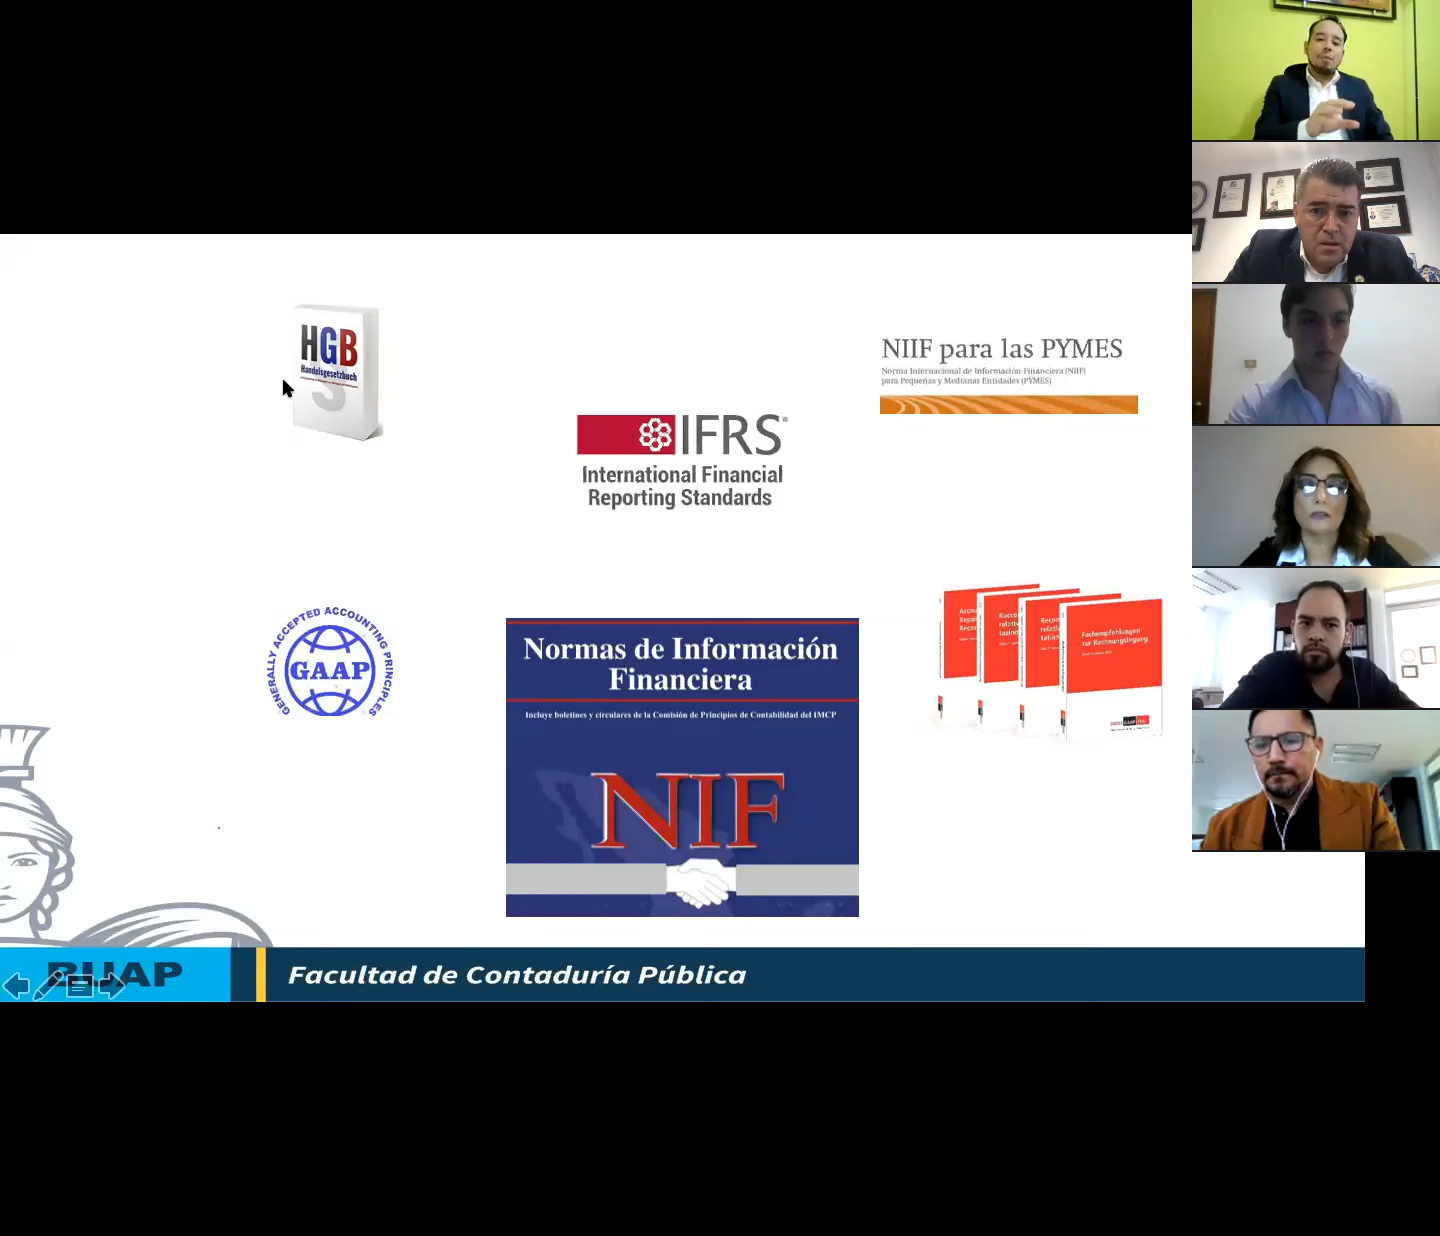 HGB
Handelsgesetzbuch
NIIF para las PYMES
Norma Internacional de Información Financiera (NIIF)
para Pequeñas y Medianas Entidades (PYMES)
IFRS®
International Financial
Reporting Standards
GENERALLY ACCEPTED ACCOUNTING PRINCIPLES
GAAP
Normas de Información
Financiera
Incluye boletines y circulares de la Comisión de Principios de Contabilidad del IMCP
NIF
Fachempfehlungen
zur Rechnungslegung
BUAP
Facultad de Contaduría Pública